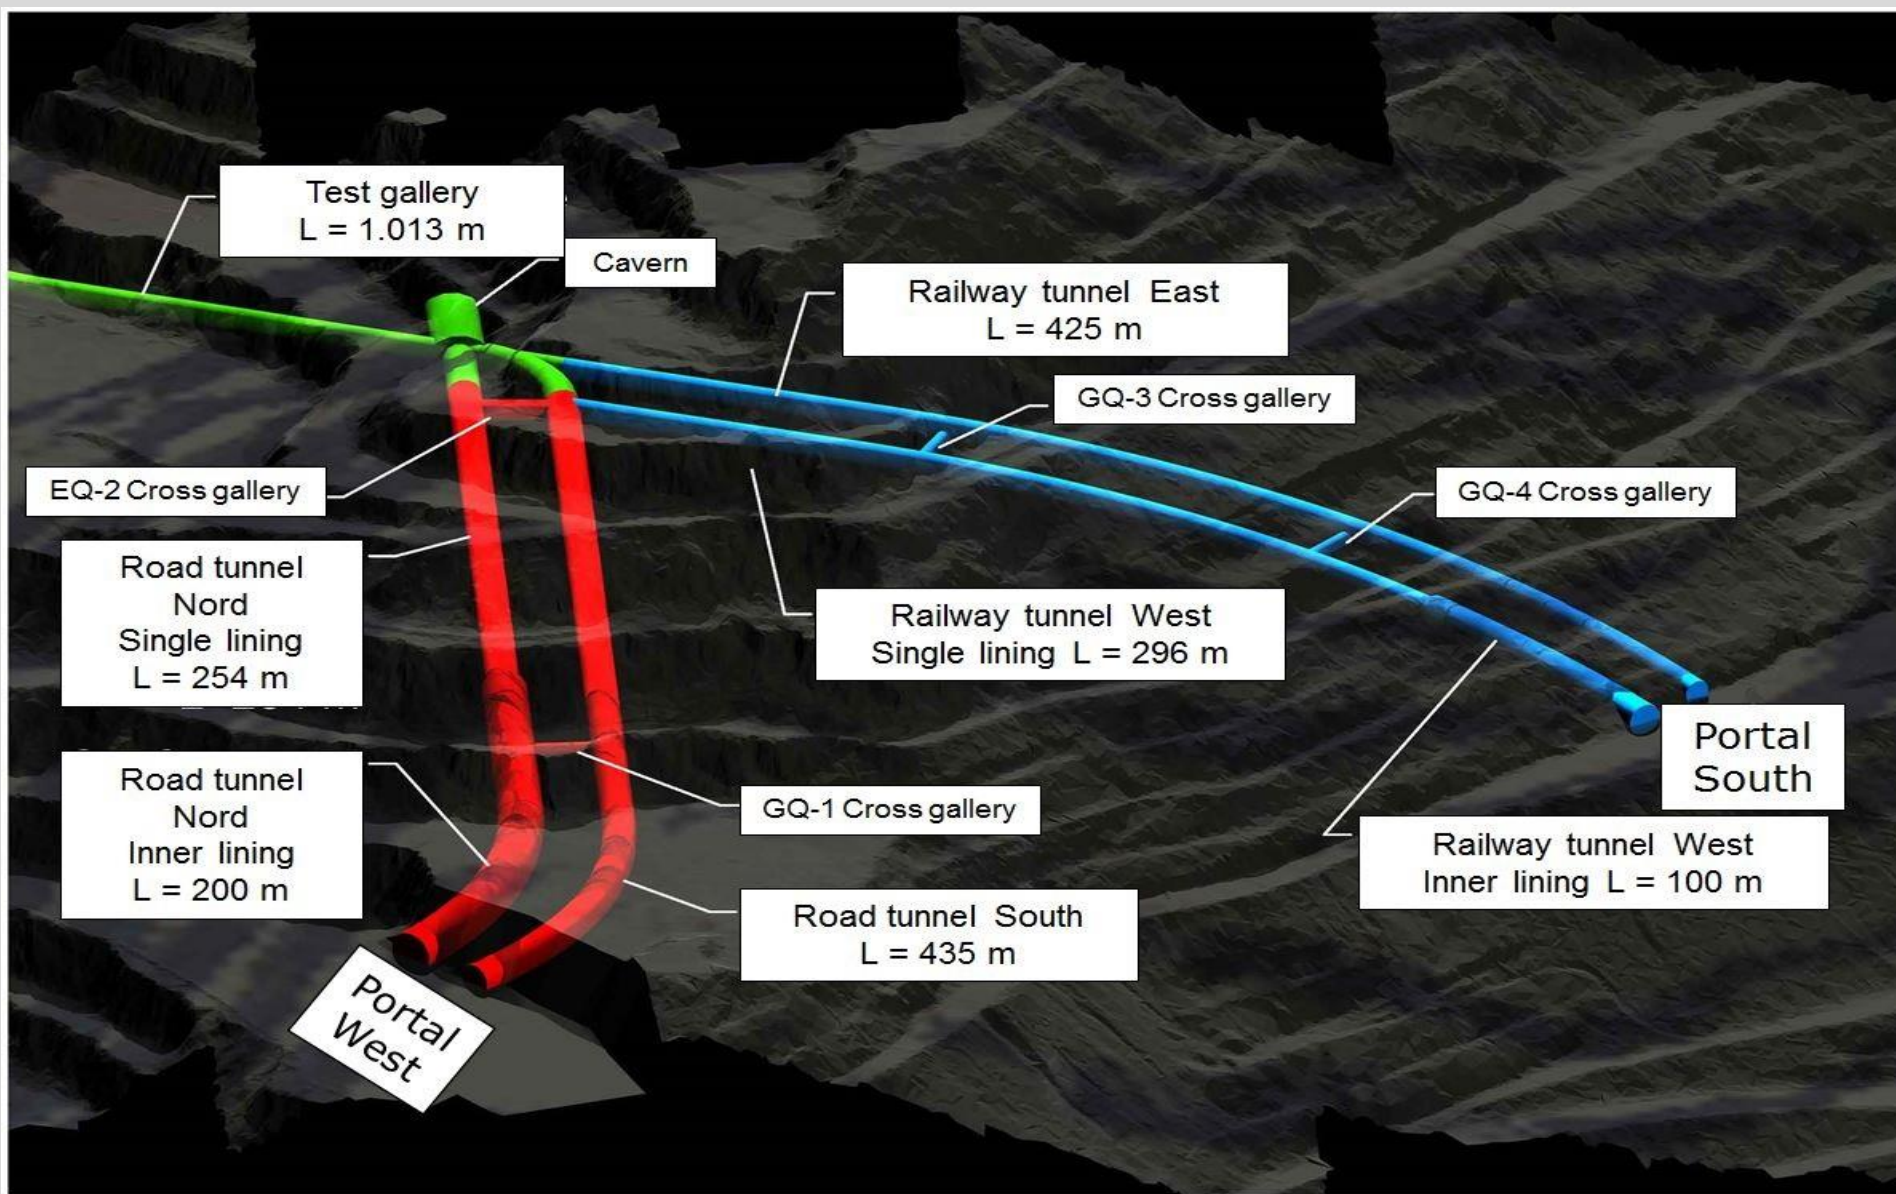 Test gallery
L = 1.013 m
Cavern
Railway tunnel East
L = 425 m
GQ-3 Cross gallery
EQ-2 Cross gallery
GQ-4 Cross gallery
Road tunnel
Nord
Single lining
L = 254 m
Railway tunnel West
Single lining L = 296 m
Portal
South
Road tunnel
Nord
Inner lining
L = 200 m
GQ-1 Cross gallery
Railway tunnel West
Inner lining L = 100 m
Road tunnel South
L = 435 m
Portal
West